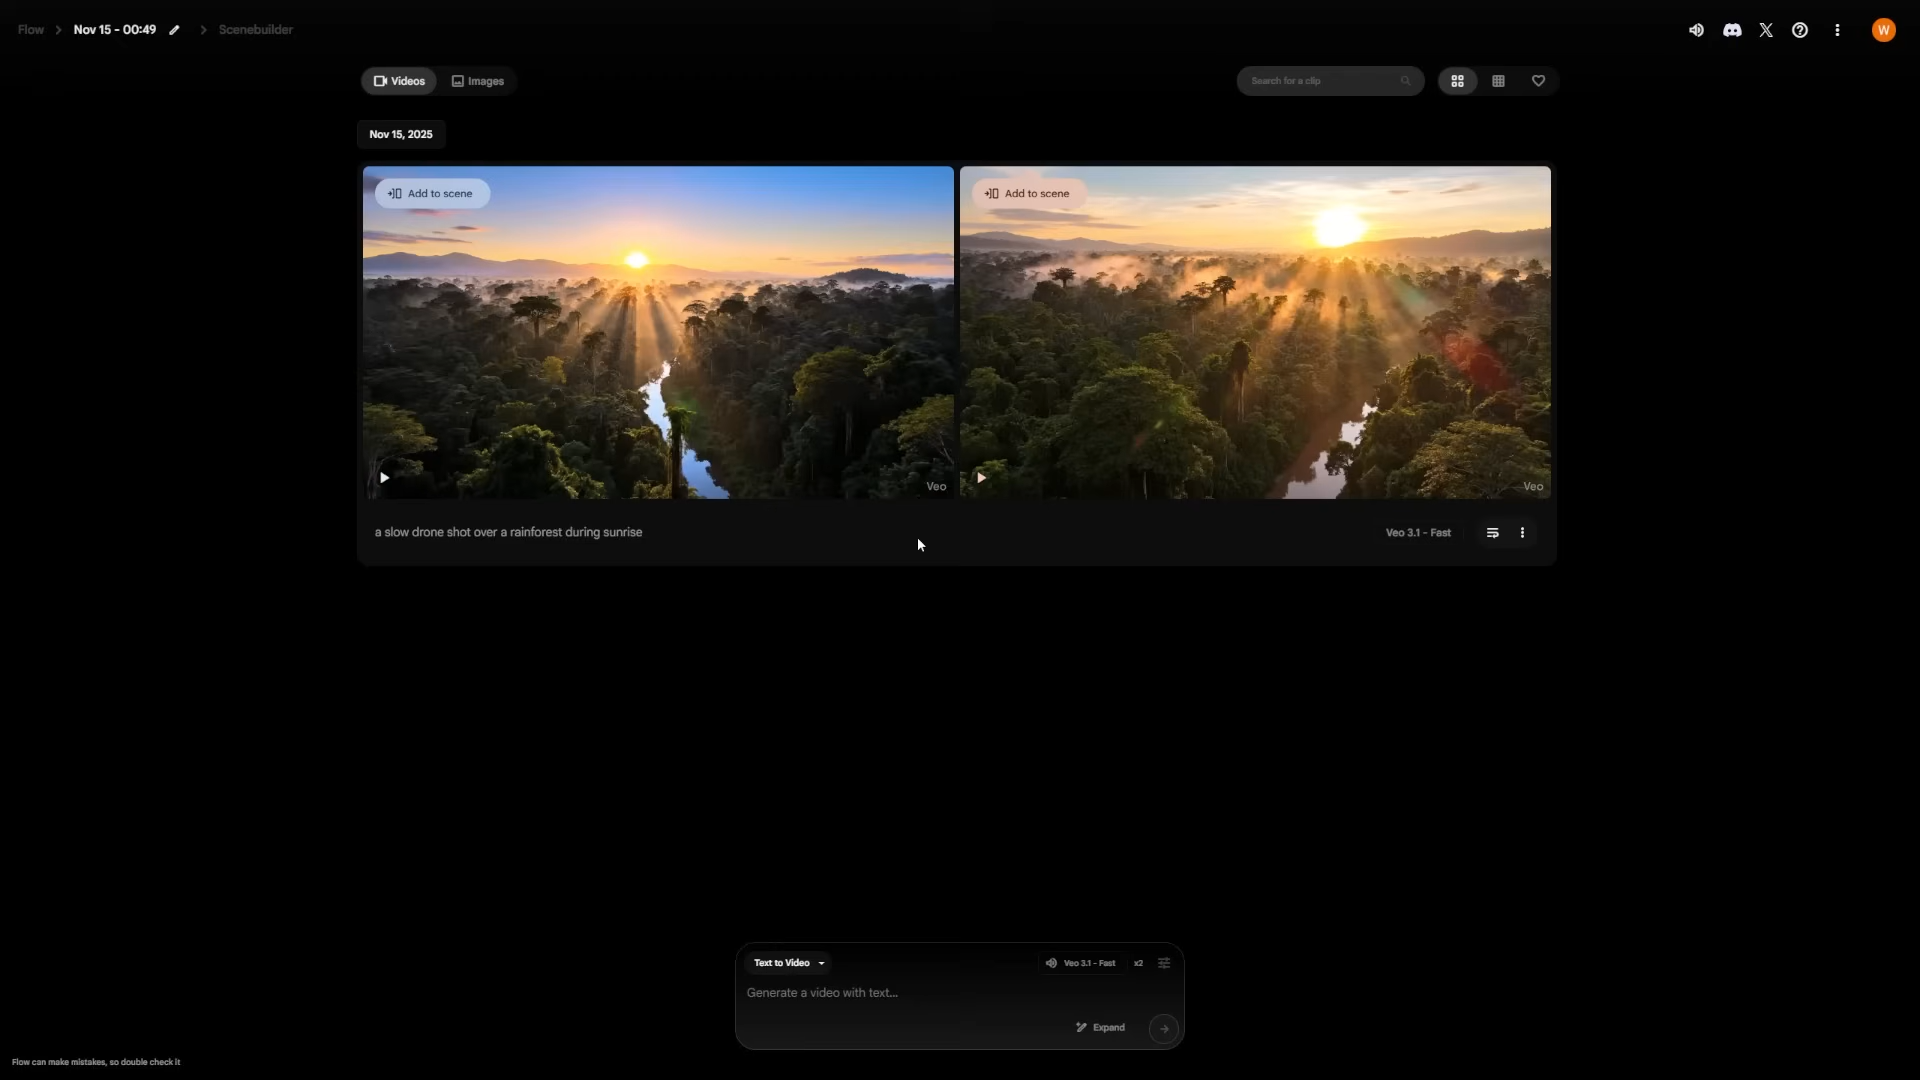 Flow
Nov 15 - 00:49
Scenebuilder
W
Videos
Images
Search for a clip
Nov 15, 2025
Add to scene
Add to scene
Veo
Veo
a slow drone shot over a rainforest during sunrise
Veo 3.1 - Fast
Text to Video
Veo 3.1 - Fast
x2
Generate a video with text...
Expand
Flow can make mistakes, so double check it